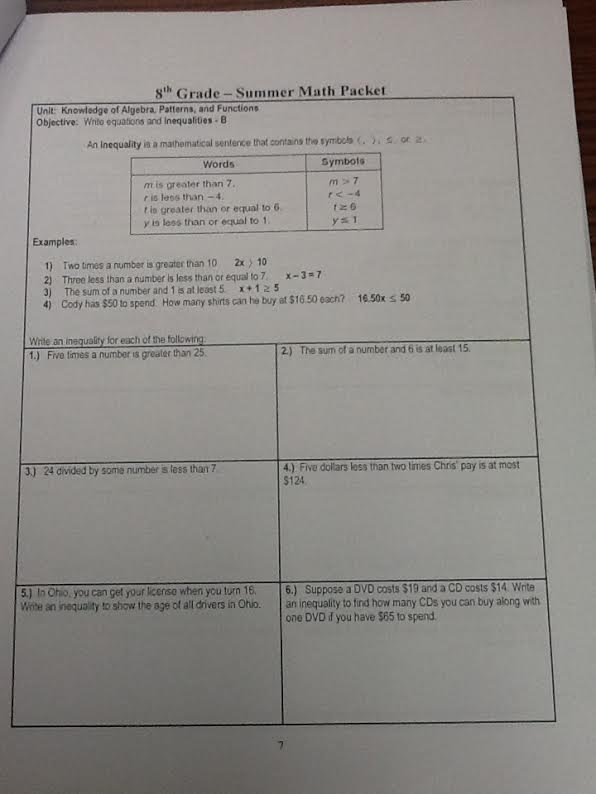 8th Grade – Summer Math Packet
Unit: Knowledge of Algebra, Patterns, and Functions
Objective: Write equations and Inequalities - B
An Inequality is a mathematical sentence that contains the symbols ⟨, ⟩, ≤, or ≥.
Words Symbols
m is greater than 7. m > 7
r is less than −4. r < −4
t is greater than or equal to 6. t ≥ 6
y is less than or equal to 1. y ≤ 1
Examples:
1) Two times a number is greater than 10. 2x ⟩ 10
2) Three less than a number is less than or equal to 7. x − 3 = 7
3) The sum of a number and 1 is at least 5. x + 1 ≥ 5
4) Cody has $50 to spend. How many shirts can he buy at $16.50 each? 16.50x ≤ 50
Write an inequality for each of the following:
1.) Five times a number is greater than 25.
2.) The sum of a number and 6 is at least 15.
3.) 24 divided by some number is less than 7.
4.) Five dollars less than two times Chris' pay is at most
$124.
5.) In Ohio, you can get your license when you turn 16.
Write an inequality to show the age of all drivers in Ohio.
6.) Suppose a DVD costs $19 and a CD costs $14. Write
an inequality to find how many CDs you can buy along with
one DVD if you have $65 to spend.
7